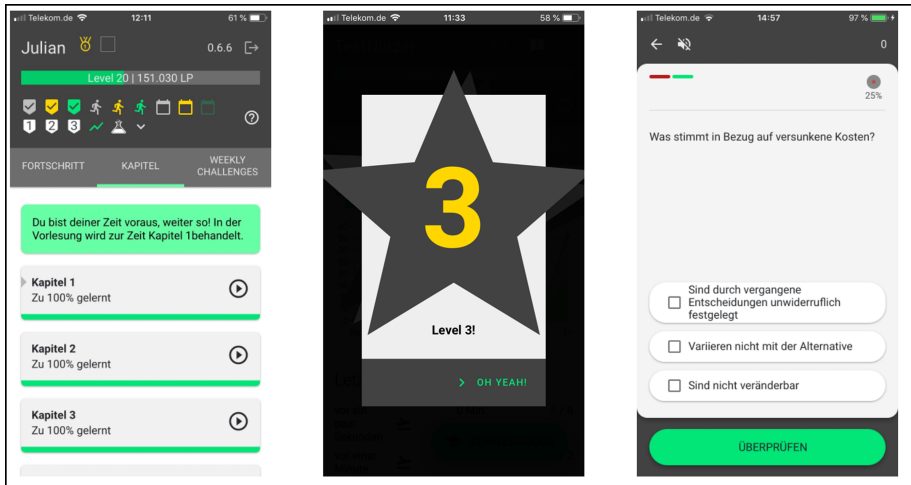 Telekom.de 12:11 61 %
Julian 0.6.6
Level 20 | 151.030 LP
1 2 3
FORTSCHRITT KAPITEL WEEKLY CHALLENGES
Du bist deiner Zeit voraus, weiter so! In der
Vorlesung wird zur Zeit Kapitel 1behandelt.
Kapitel 1
Zu 100% gelernt
Kapitel 2
Zu 100% gelernt
Kapitel 3
Zu 100% gelernt
Telekom.de 11:33 58 %
3
Level 3!
OH YEAH!
Telekom.de 14:57 97 %
0
25%
Was stimmt in Bezug auf versunkene Kosten?
Sind durch vergangene
Entscheidungen unwiderruflich
festgelegt
Variieren nicht mit der Alternative
Sind nicht veränderbar
ÜBERPRÜFEN